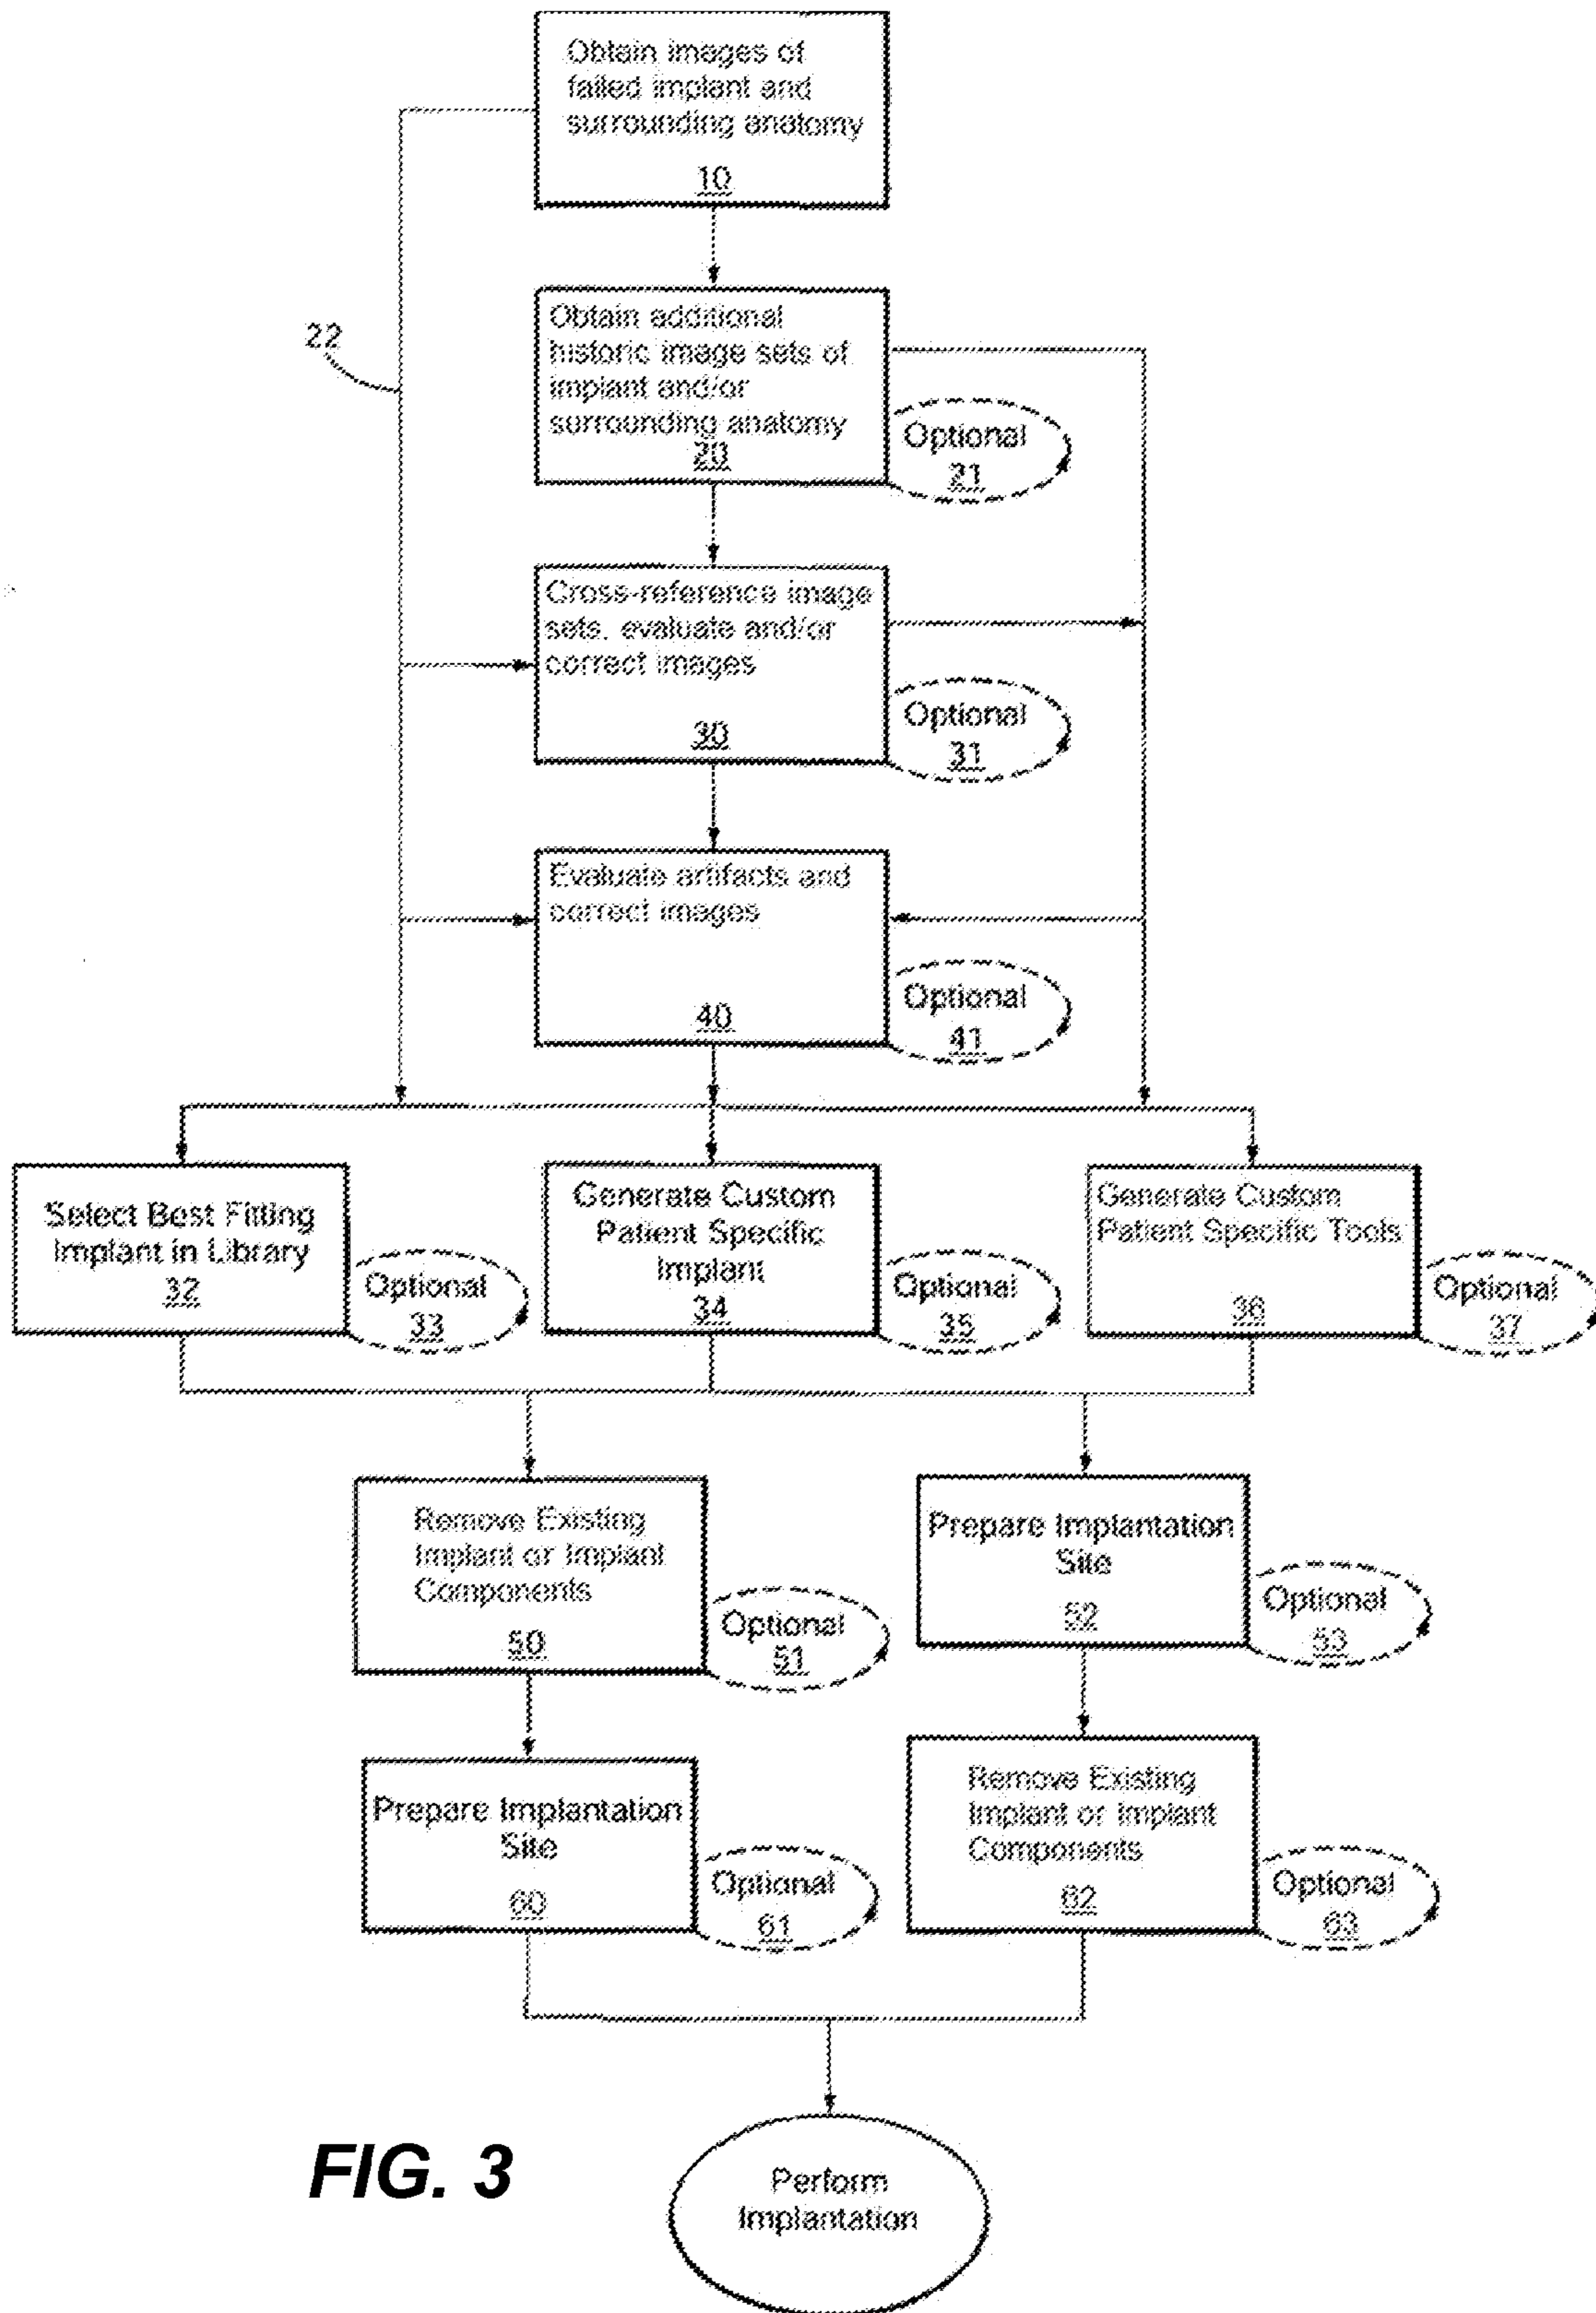 Obtain images of
failed implant and
surrounding anatomy
10
22
Obtain additional
historic image sets of
implant and/or
surrounding anatomy
20
Optional
21
Cross-reference image
sets, evaluate and/or
correct images
30
Optional
31
Evaluate artifacts and
correct images
40
Optional
41
Select Best Fitting
Implant in Library
32
Optional
33
Generate Custom
Patient Specific
Implant
34
Optional
35
Generate Custom
Patient Specific Tools
36
Optional
37
Remove Existing
Implant or Implant
Components
50
Optional
51
Prepare Implantation
Site
52
Optional
53
Prepare Implantation
Site
60
Optional
61
Remove Existing
Implant or Implant
Components
62
Optional
63
FIG. 3
Perform
Implantation